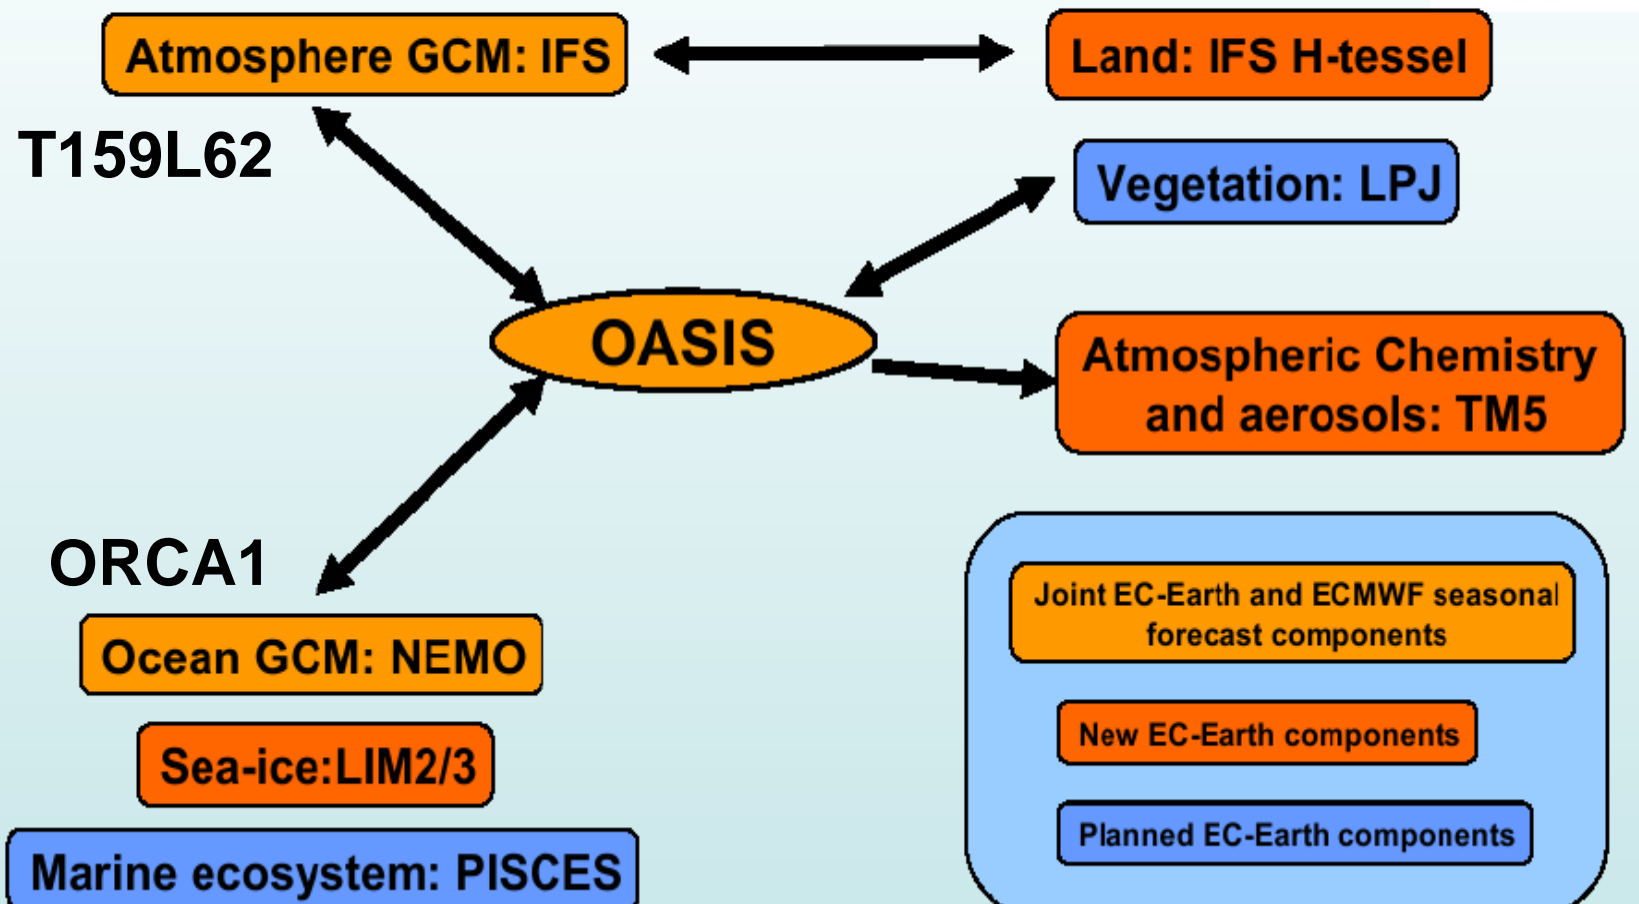 Atmosphere GCM: IFS
Land: IFS H-tessel
T159L62
Vegetation: LPJ
OASIS
Atmospheric Chemistry
and aerosols: TM5
ORCA1
Ocean GCM: NEMO
Sea-ice:LIM2/3
Marine ecosystem: PISCES
Joint EC-Earth and ECMWF seasonal
forecast components
New EC-Earth components
Planned EC-Earth components